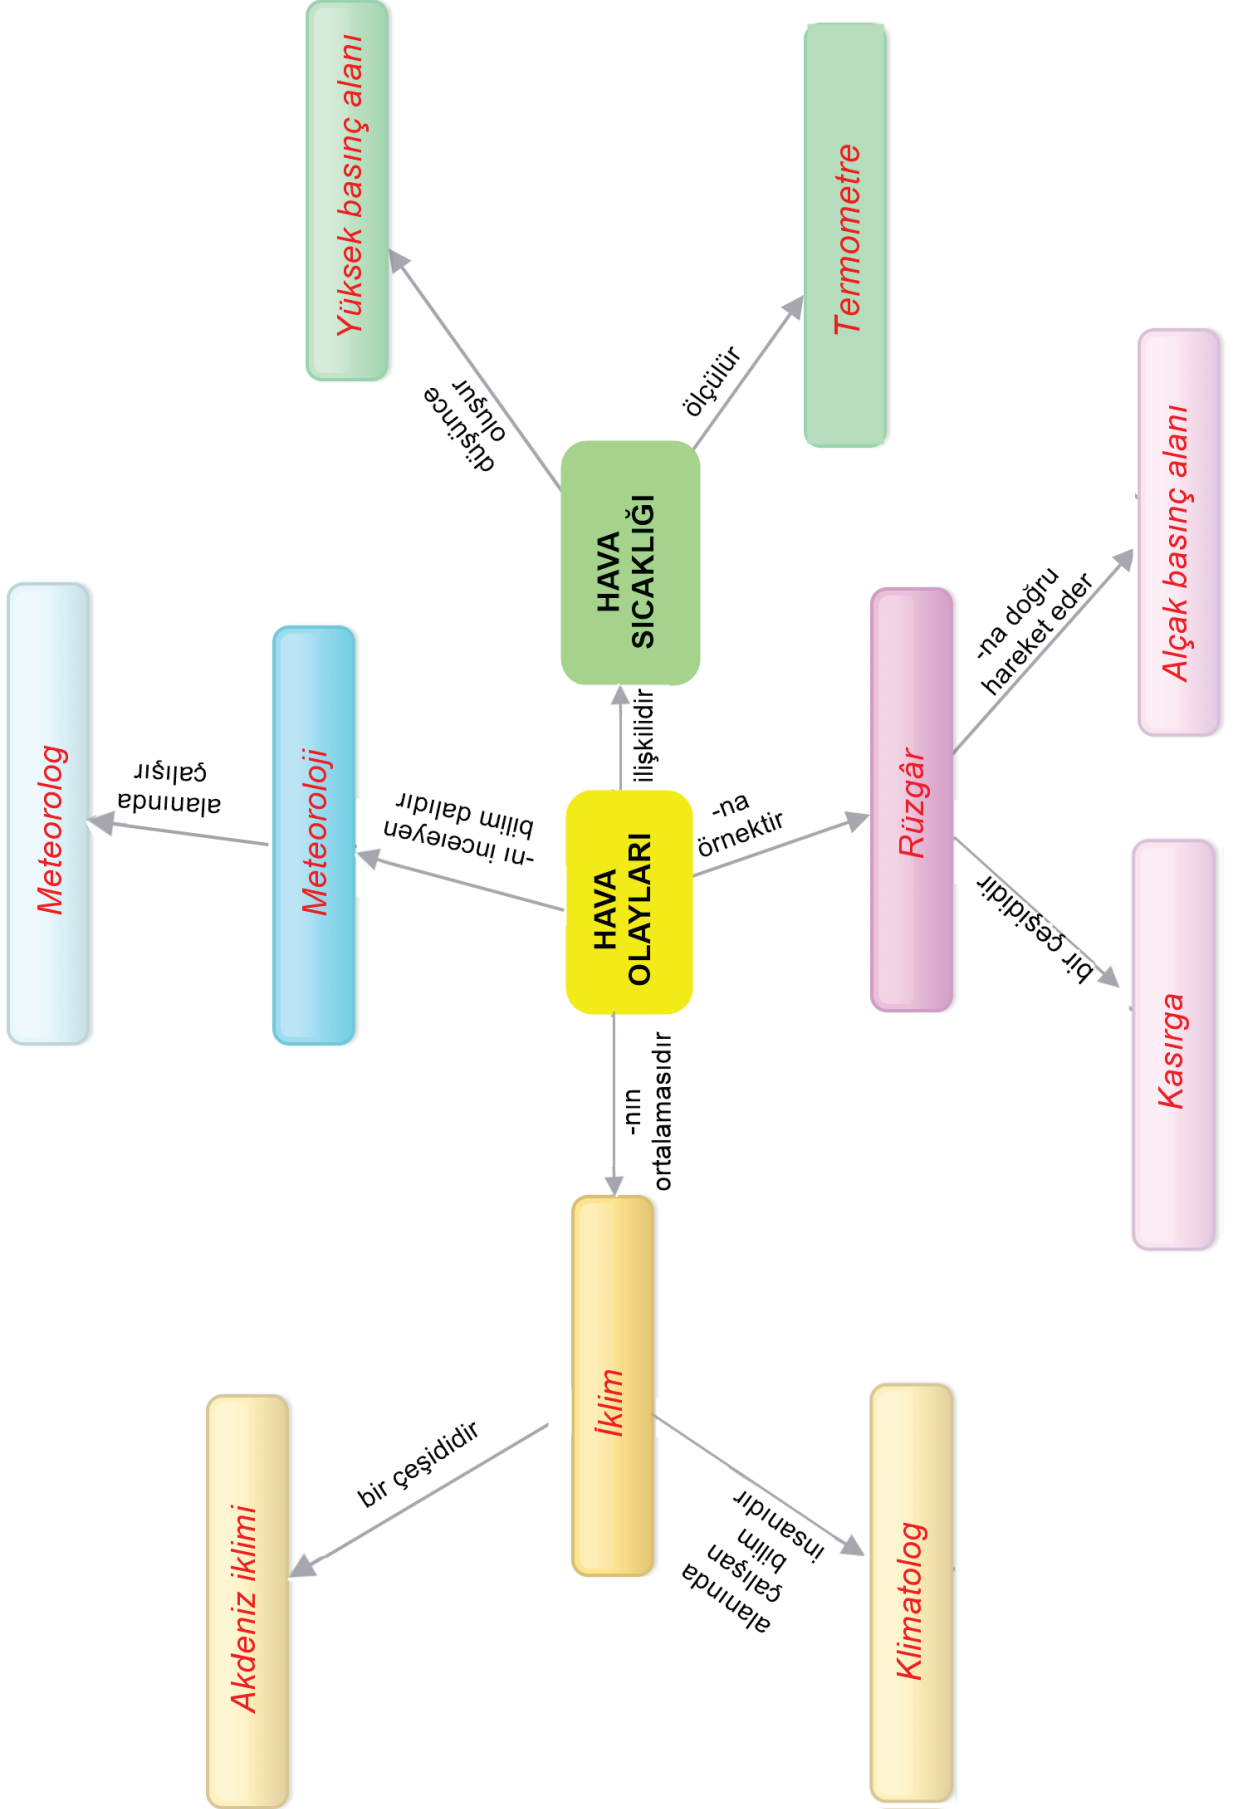 Akdeniz iklimi
bir çeşididir
İklim
alanında
çalışan
bilim
insanıdır
Klimatolog
-nın
ortalamasıdır
HAVA
OLAYLARI
-nı inceleyen
bilim dalıdır
Meteoroloji
alanında
çalışır
Meteorolog
ilişkilidir
HAVA
SICAKLIĞI
düşünce
oluşur
Yüksek basınç alanı
ölçülür
Termometre
-na
örnektir
Rüzgâr
bir çeşididir
Kasırga
-na doğru
hareket eder
Alçak basınç alanı